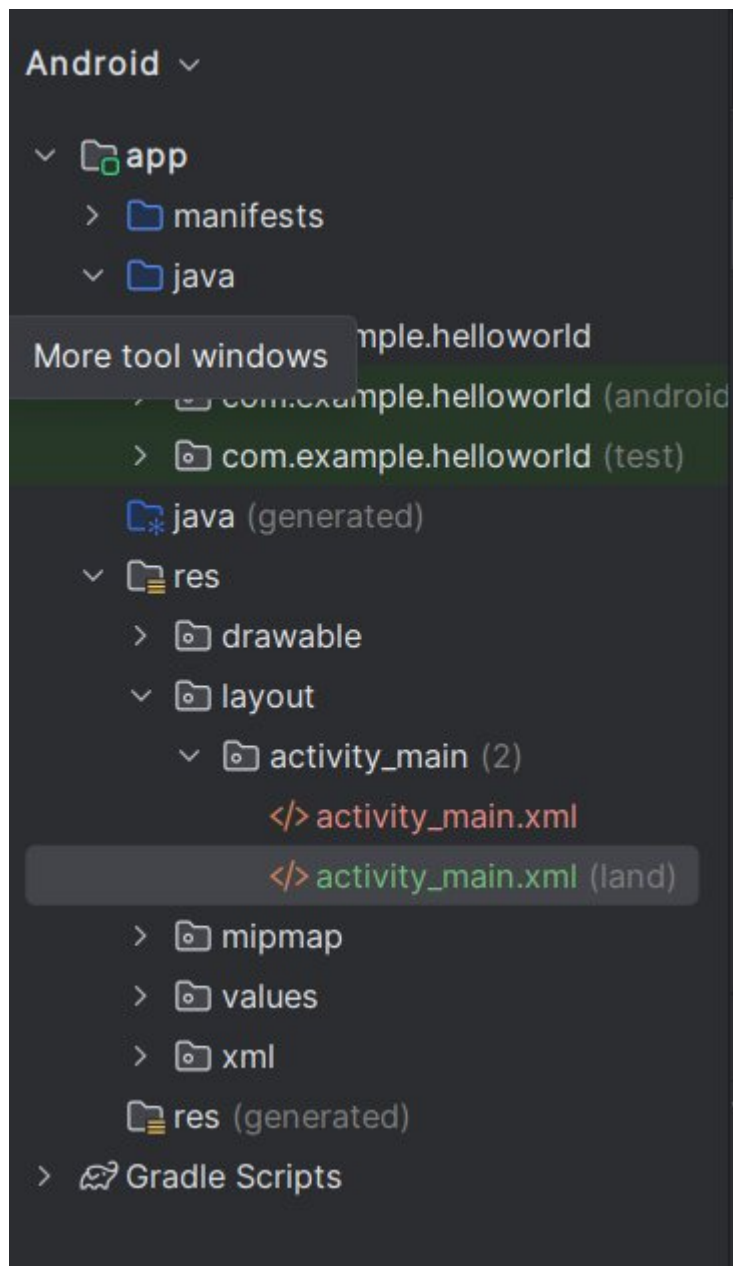 Android
app
manifests
java
More tool windows
mple.helloworld
com.example.helloworld (android
com.example.helloworld (test)
java (generated)
res
drawable
layout
activity_main (2)
</> activity_main.xml
</> activity_main.xml (land)
mipmap
values
xml
res (generated)
Gradle Scripts